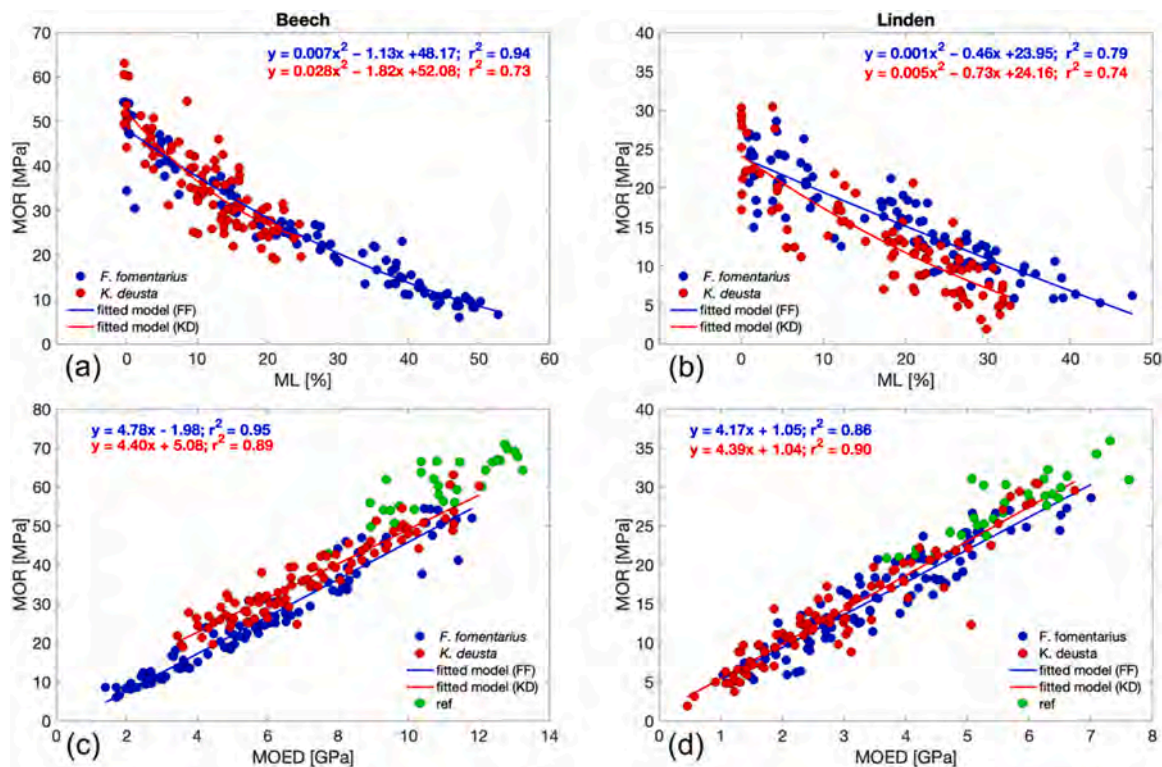 Beech
70
60
50
40
30
20
10
0
MOR [MPa]
y = 0.007x² − 1.13x +48.17; r² = 0.94
y = 0.028x² − 1.82x +52.08; r² = 0.73
F. fomentarius
K. deusta
fitted model (FF)
fitted model (KD)
0 10 20 30 40 50 60
(a)
ML [%]
Linden
40
35
30
25
20
15
10
5
0
MOR [MPa]
y = 0.001x² − 0.46x +23.95; r² = 0.79
y = 0.005x² − 0.73x +24.16; r² = 0.74
F. fomentarius
K. deusta
fitted model (FF)
fitted model (KD)
0 10 20 30 40 50
(b)
ML [%]
80
70
60
50
40
30
20
10
0
MOR [MPa]
y = 4.78x - 1.98; r² = 0.95
y = 4.40x + 5.08; r² = 0.89
F. fomentarius
K. deusta
fitted model (FF)
fitted model (KD)
ref
0 2 4 6 8 10 12 14
(c)
MOED [GPa]
40
35
30
25
20
15
10
5
0
MOR [MPa]
y = 4.17x + 1.05; r² = 0.86
y = 4.39x + 1.04; r² = 0.90
F. fomentarius
K. deusta
fitted model (FF)
fitted model (KD)
ref
0 1 2 3 4 5 6 7 8
(d)
MOED [GPa]